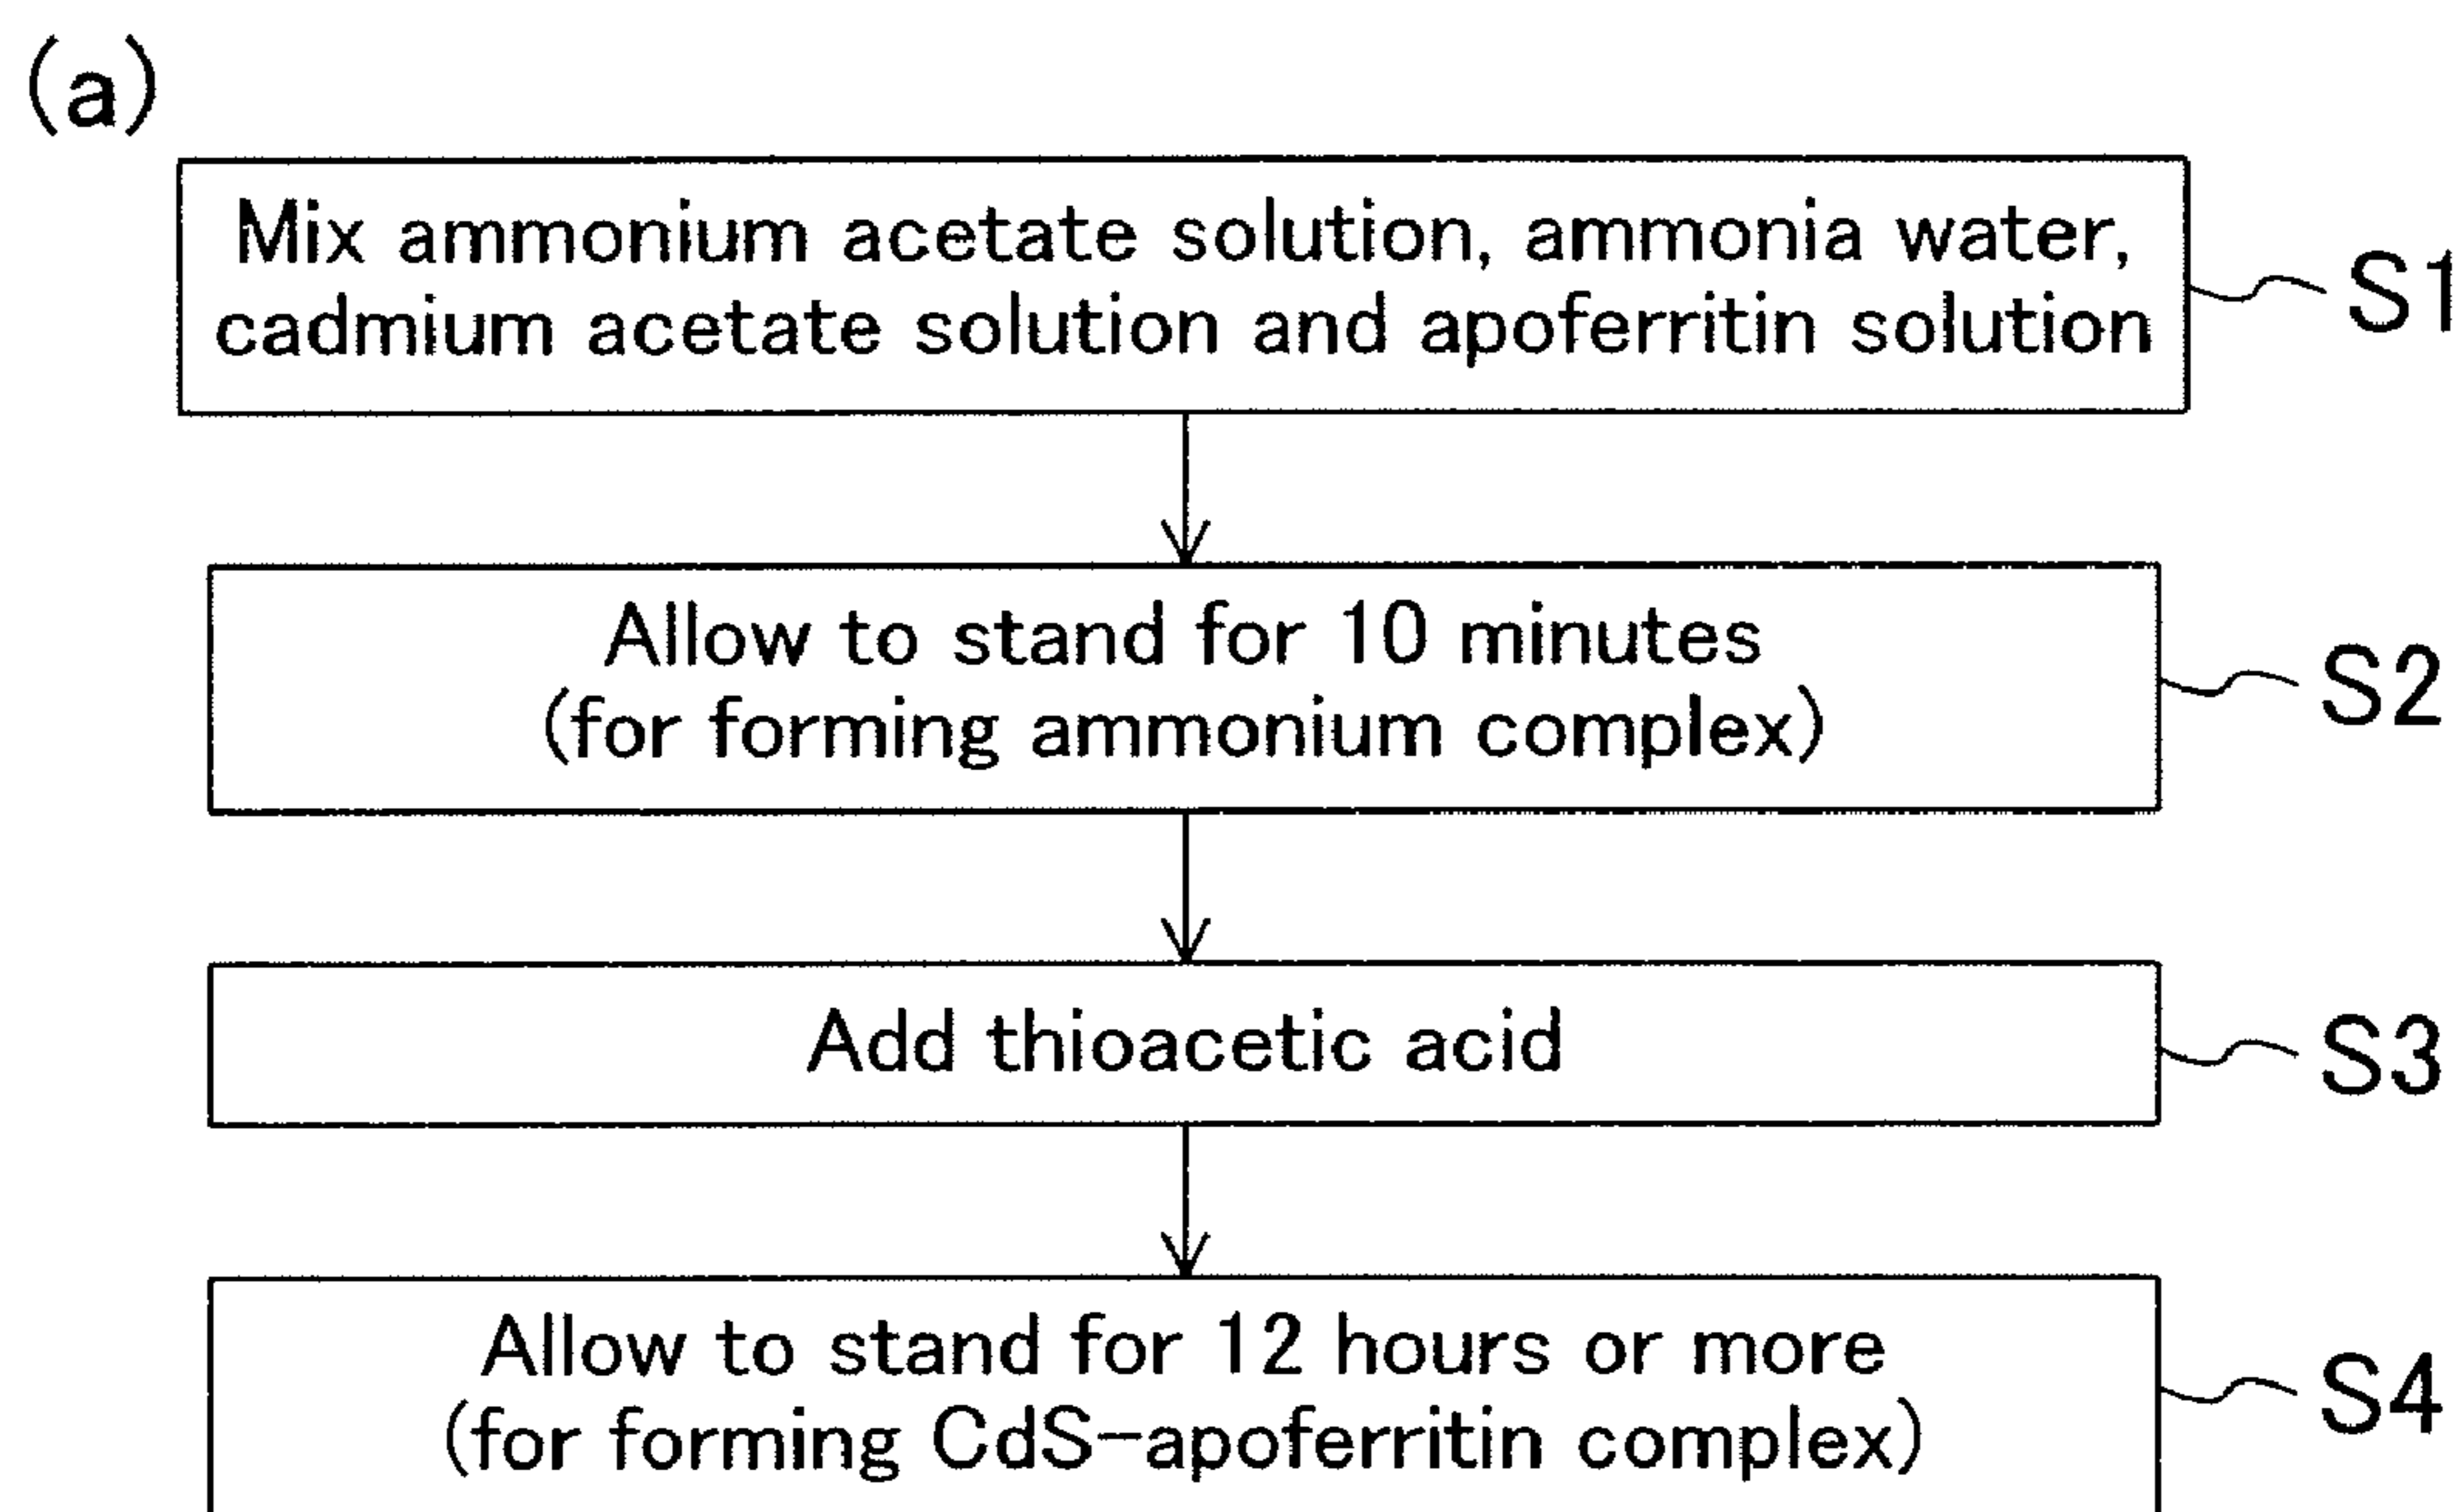 (a)
Mix ammonium acetate solution, ammonia water,
cadmium acetate solution and apoferritin solution
S1
Allow to stand for 10 minutes
(for forming ammonium complex)
S2
Add thioacetic acid
S3
Allow to stand for 12 hours or more
(for forming CdS-apoferritin complex)
S4